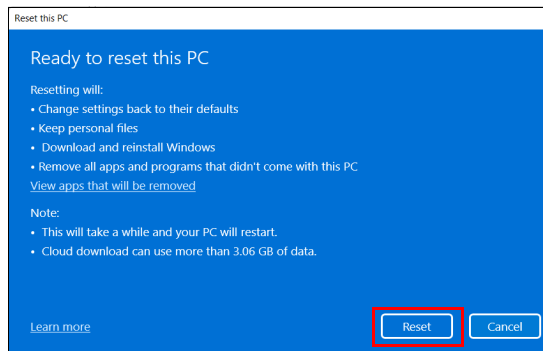 Reset this PC
Ready to reset this PC
Resetting will:
• Change settings back to their defaults
• Keep personal files
• Download and reinstall Windows
• Remove all apps and programs that didn't come with this PC
View apps that will be removed
Note:
• This will take a while and your PC will restart.
• Cloud download can use more than 3.06 GB of data.
Learn more
Reset
Cancel